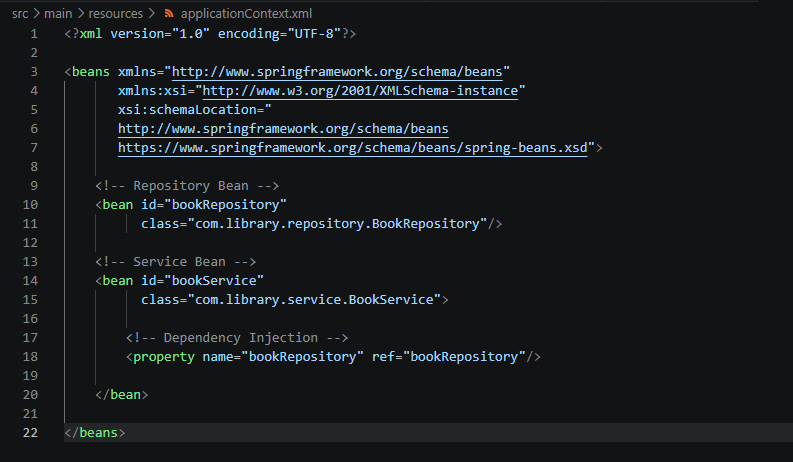 src > main > resources > applicationContext.xml
1 <?xml version="1.0" encoding="UTF-8"?>
2
3 <beans xmlns="http://www.springframework.org/schema/beans"
4 xmlns:xsi="http://www.w3.org/2001/XMLSchema-instance"
5 xsi:schemaLocation="
6 http://www.springframework.org/schema/beans
7 https://www.springframework.org/schema/beans/spring-beans.xsd">
8
9 <!-- Repository Bean -->
10 <bean id="bookRepository"
11 class="com.library.repository.BookRepository"/>
12
13 <!-- Service Bean -->
14 <bean id="bookService"
15 class="com.library.service.BookService">
16
17 <!-- Dependency Injection -->
18 <property name="bookRepository" ref="bookRepository"/>
19
20 </bean>
21
22 </beans>